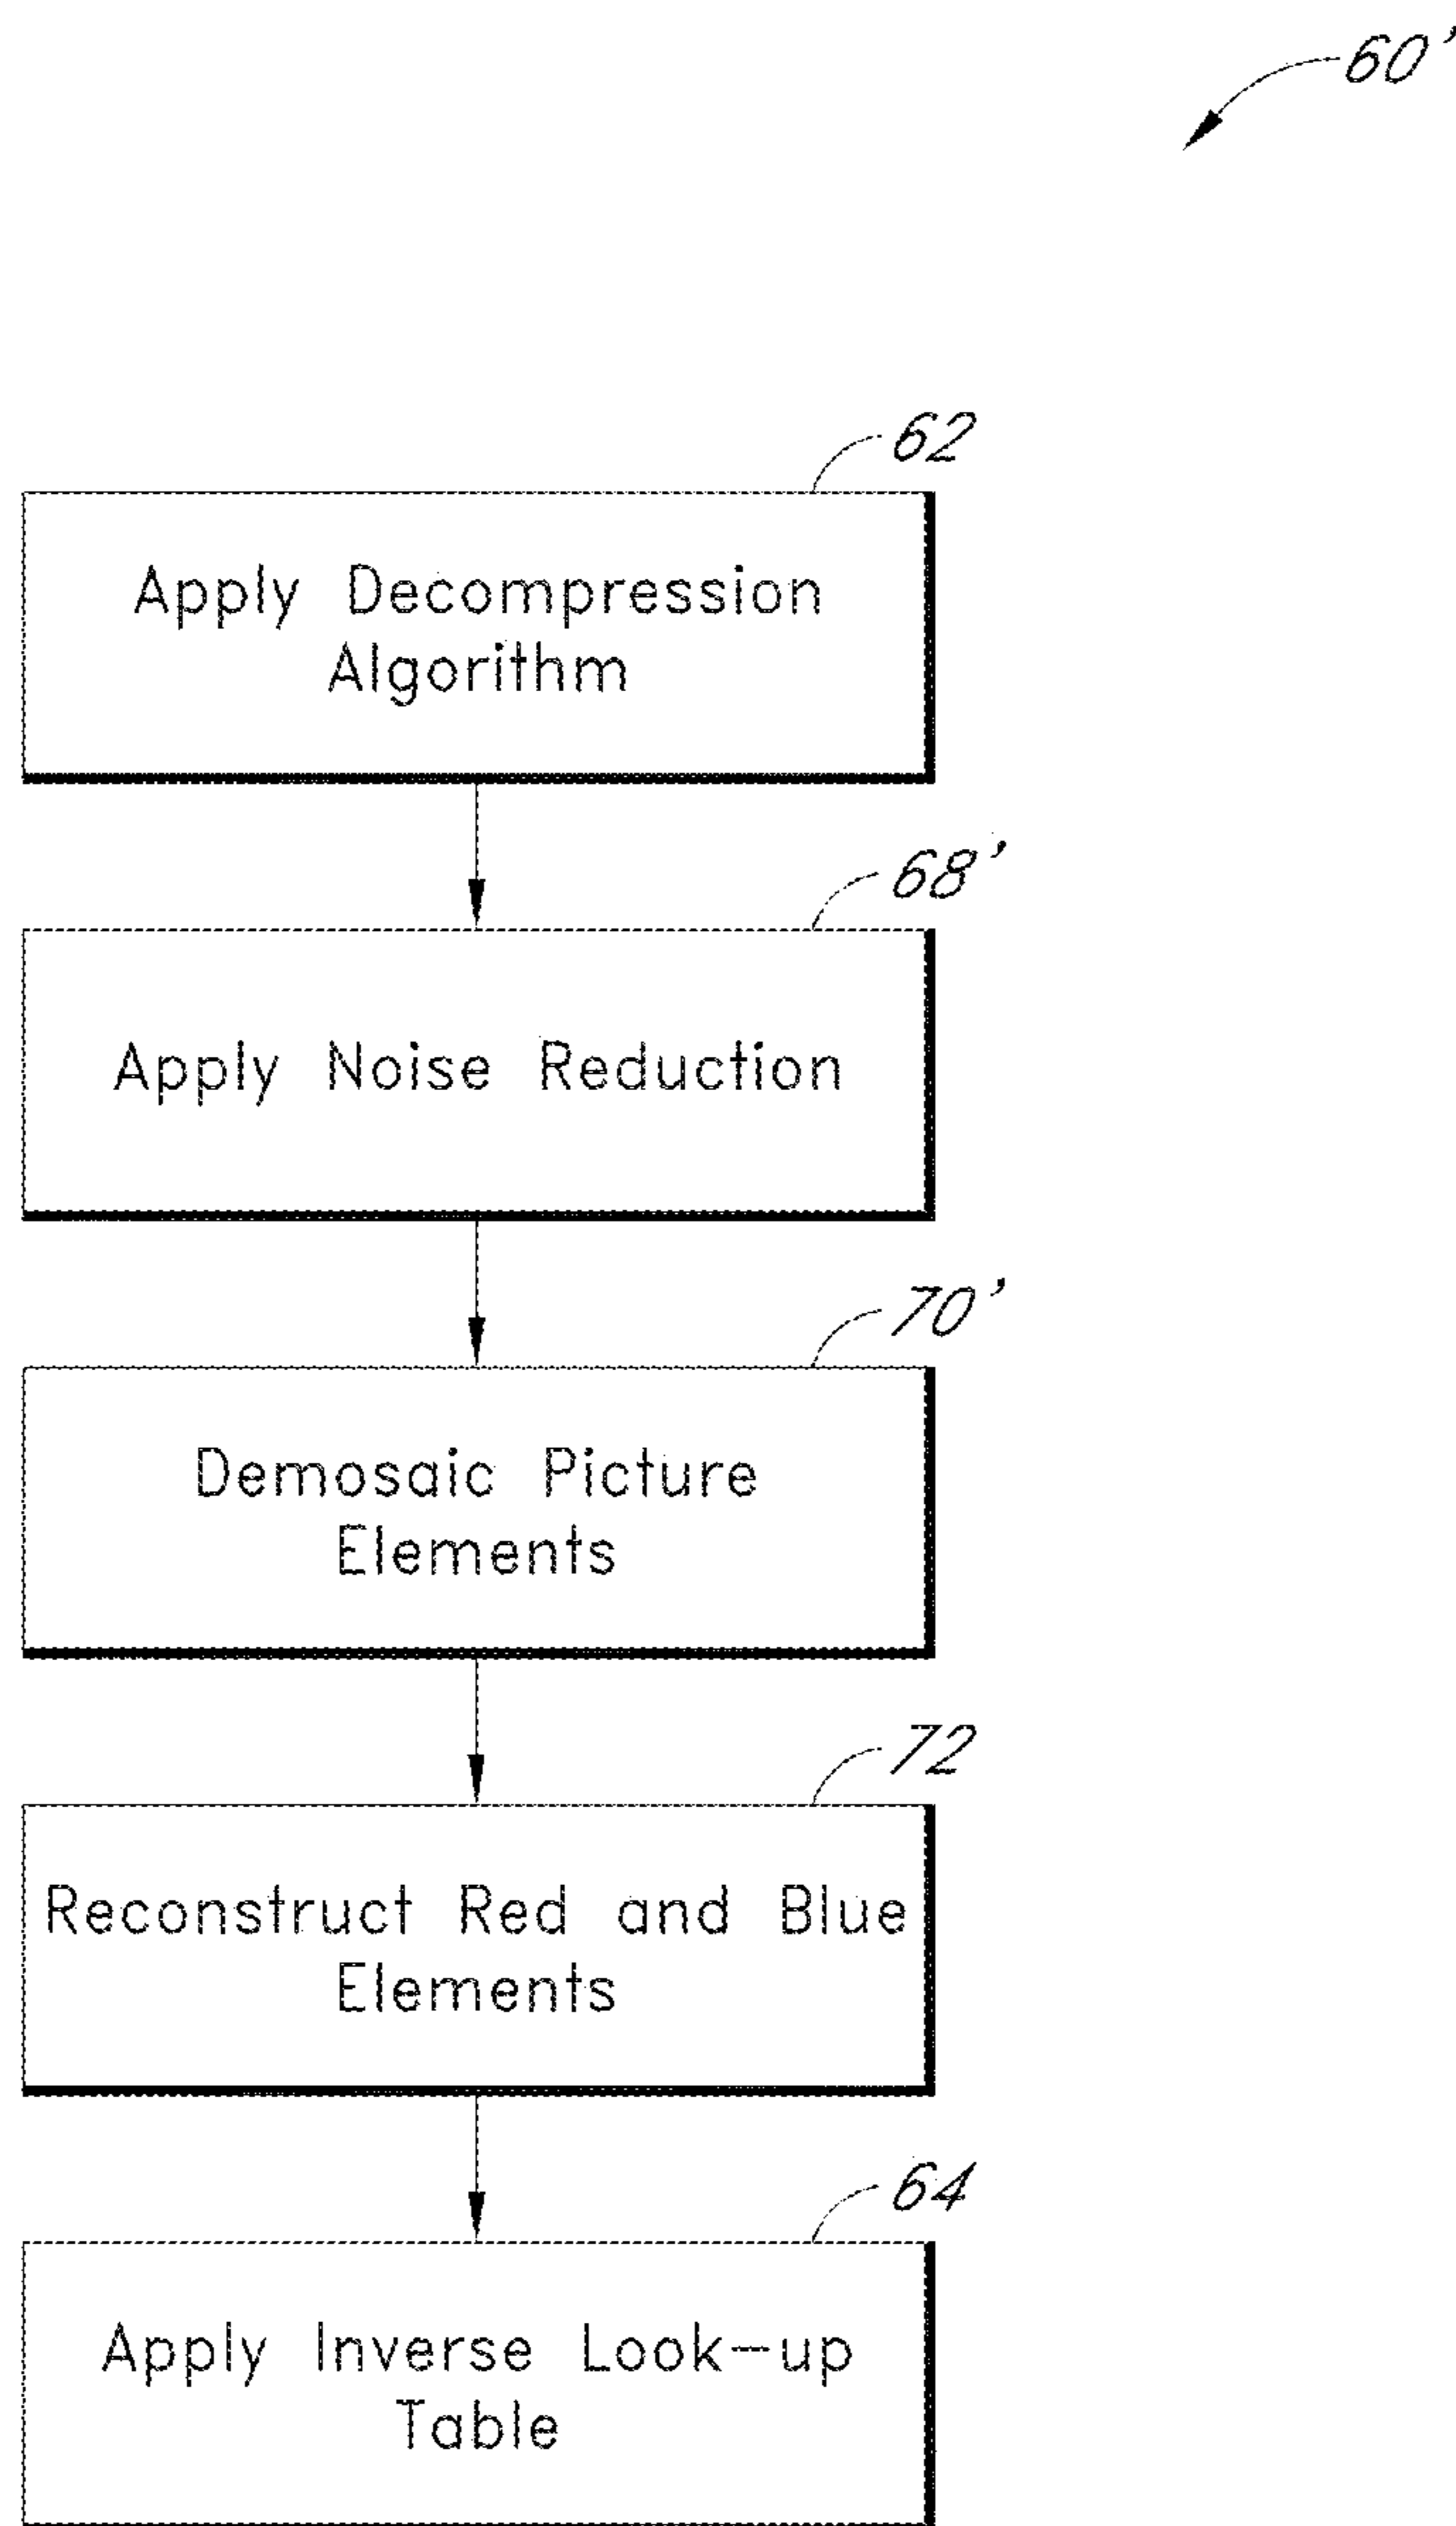 60'
62
Apply Decompression
Algorithm
68'
Apply Noise Reduction
70'
Demosaic Picture
Elements
72
Reconstruct Red and Blue
Elements
64
Apply Inverse Look-up
Table